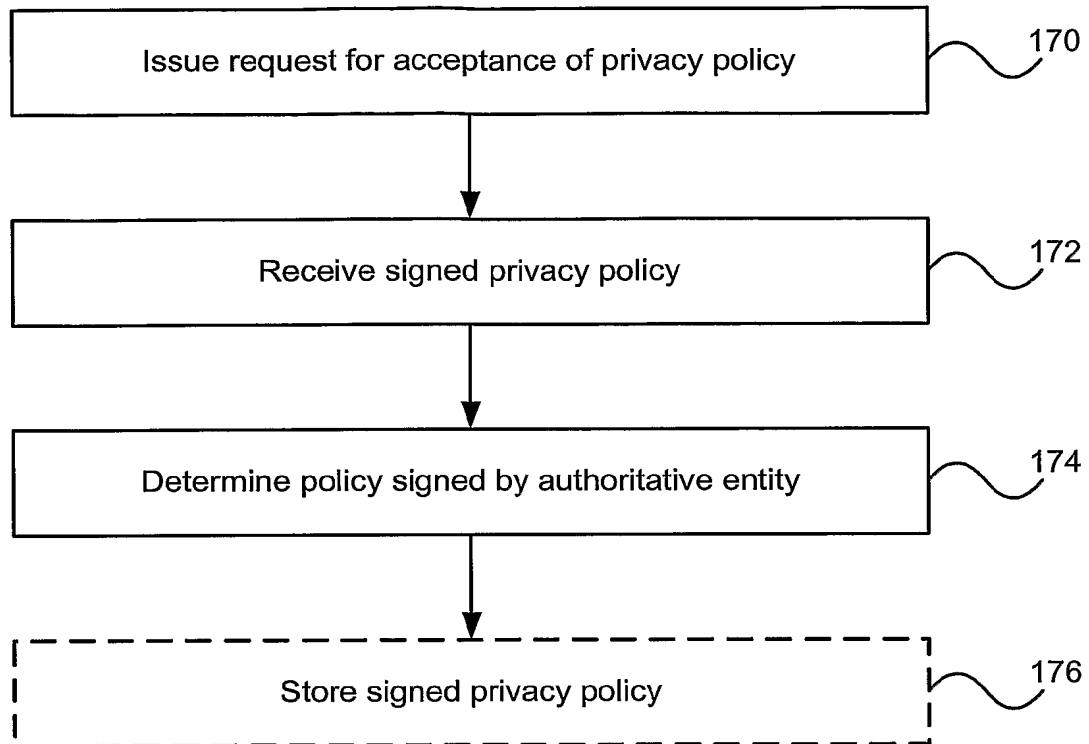 Issue request for acceptance of privacy policy
170
Receive signed privacy policy
172
Determine policy signed by authoritative entity
174
Store signed privacy policy
176